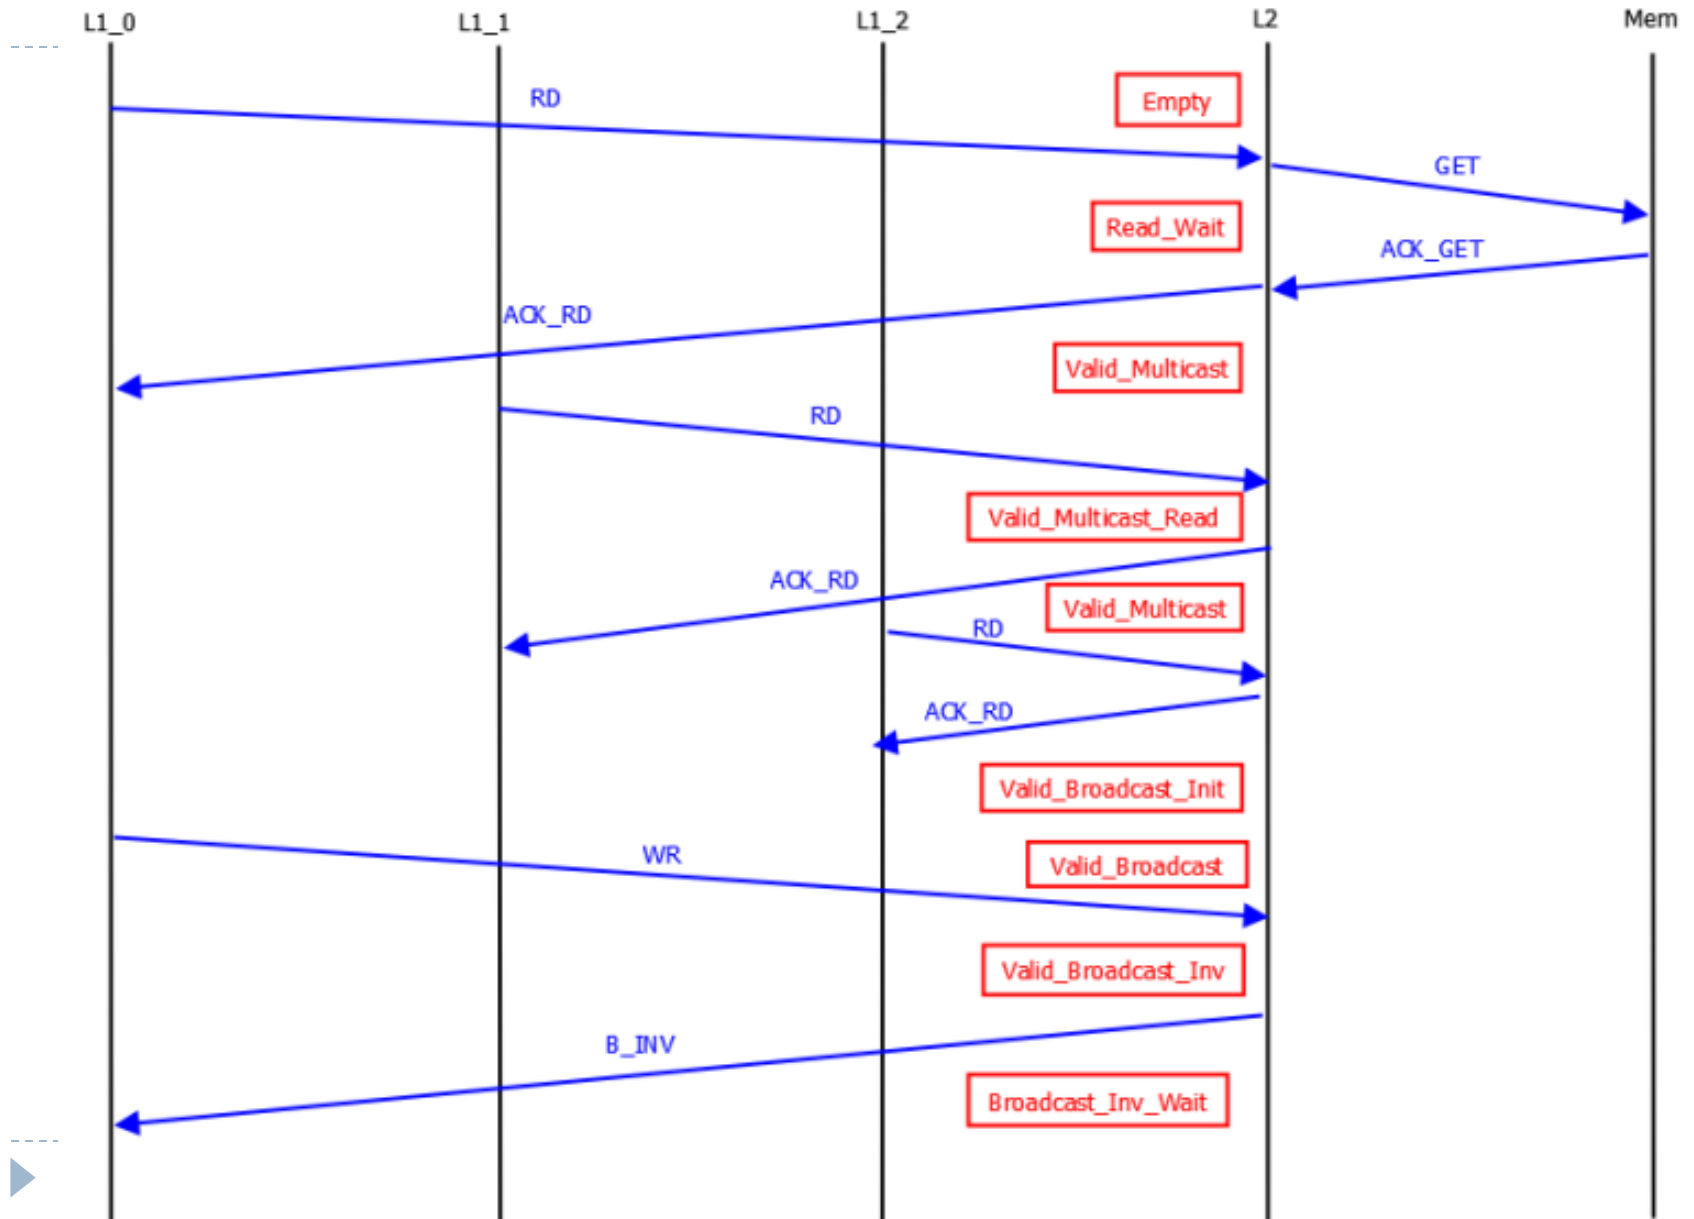 L1_0 L1_1 L1_2 L2 Mem
RD
Empty
GET
Read_Wait
ACK_GET
ACK_RD
Valid_Multicast
RD
Valid_Multicast_Read
ACK_RD
Valid_Multicast
RD
ACK_RD
Valid_Broadcast_Init
WR
Valid_Broadcast
Valid_Broadcast_Inv
B_INV
Broadcast_Inv_Wait